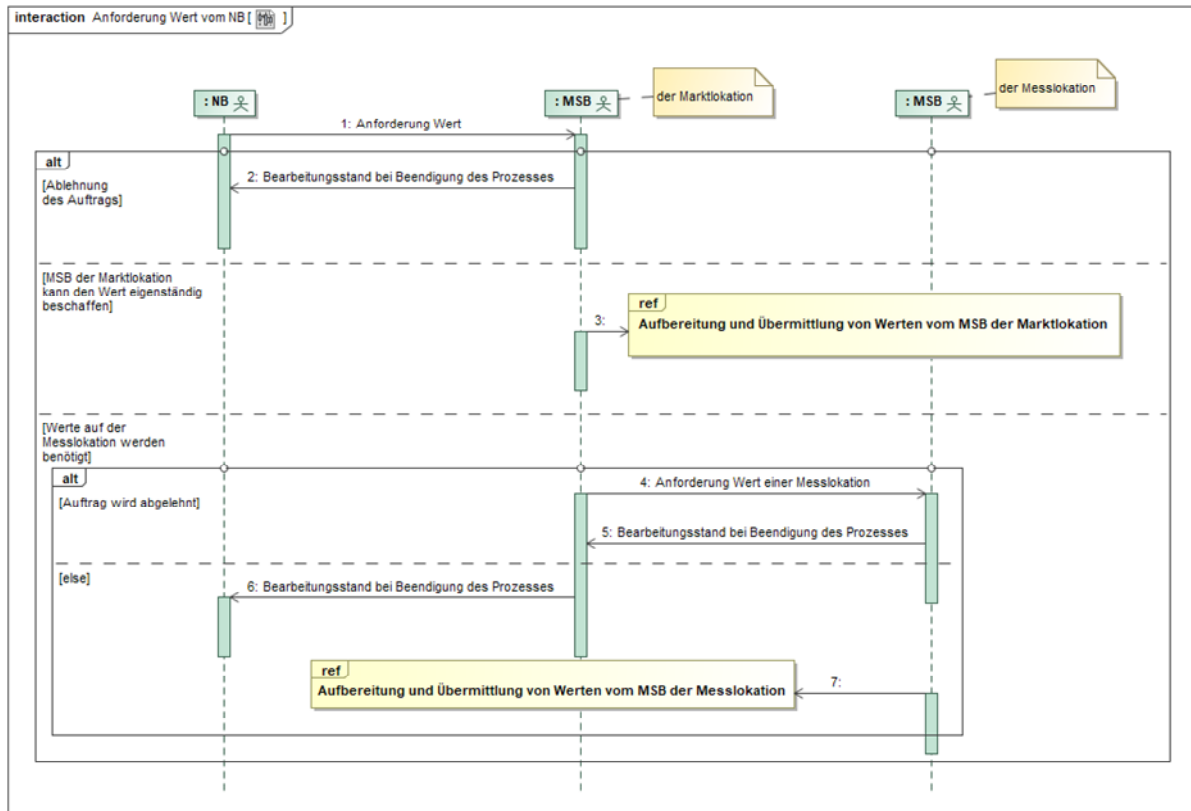 interaction Anforderung Wert vom NB [ ]
: NB
: MSB
der Marktlokation
: MSB
der Messlokation
1: Anforderung Wert
alt
[Ablehnung
des Auftrags]
2: Bearbeitungsstand bei Beendigung des Prozesses
[MSB der Marktlokation
kann den Wert eigenständig
beschaffen]
3:
ref
Aufbereitung und Übermittlung von Werten vom MSB der Marktlokation
[Werte auf der
Messlokation werden
benötigt]
alt
[Auftrag wird abgelehnt]
4: Anforderung Wert einer Messlokation
5: Bearbeitungsstand bei Beendigung des Prozesses
[else]
6: Bearbeitungsstand bei Beendigung des Prozesses
ref
Aufbereitung und Übermittlung von Werten vom MSB der Messlokation
7: